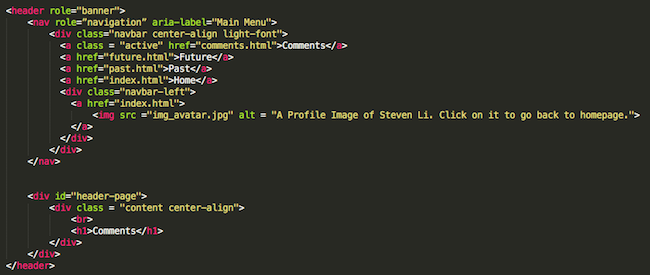 <header role="banner">
<nav role=”navigation” aria-label="Main Menu">
<div class="navbar center-align light-font">
<a class = "active" href="comments.html">Comments</a>
<a href="future.html">Future</a>
<a href="past.html">Past</a>
<a href="index.html">Home</a>
<div class="navbar-left">
<a href="index.html">
<img src ="img_avatar.jpg" alt = "A Profile Image of Steven Li. Click on it to go back to homepage.">
</a>
</div>
</div>
</nav>
<div id="header-page">
<div class = "content center-align">
<br>
<h1>Comments</h1>
</div>
</div>
</header>